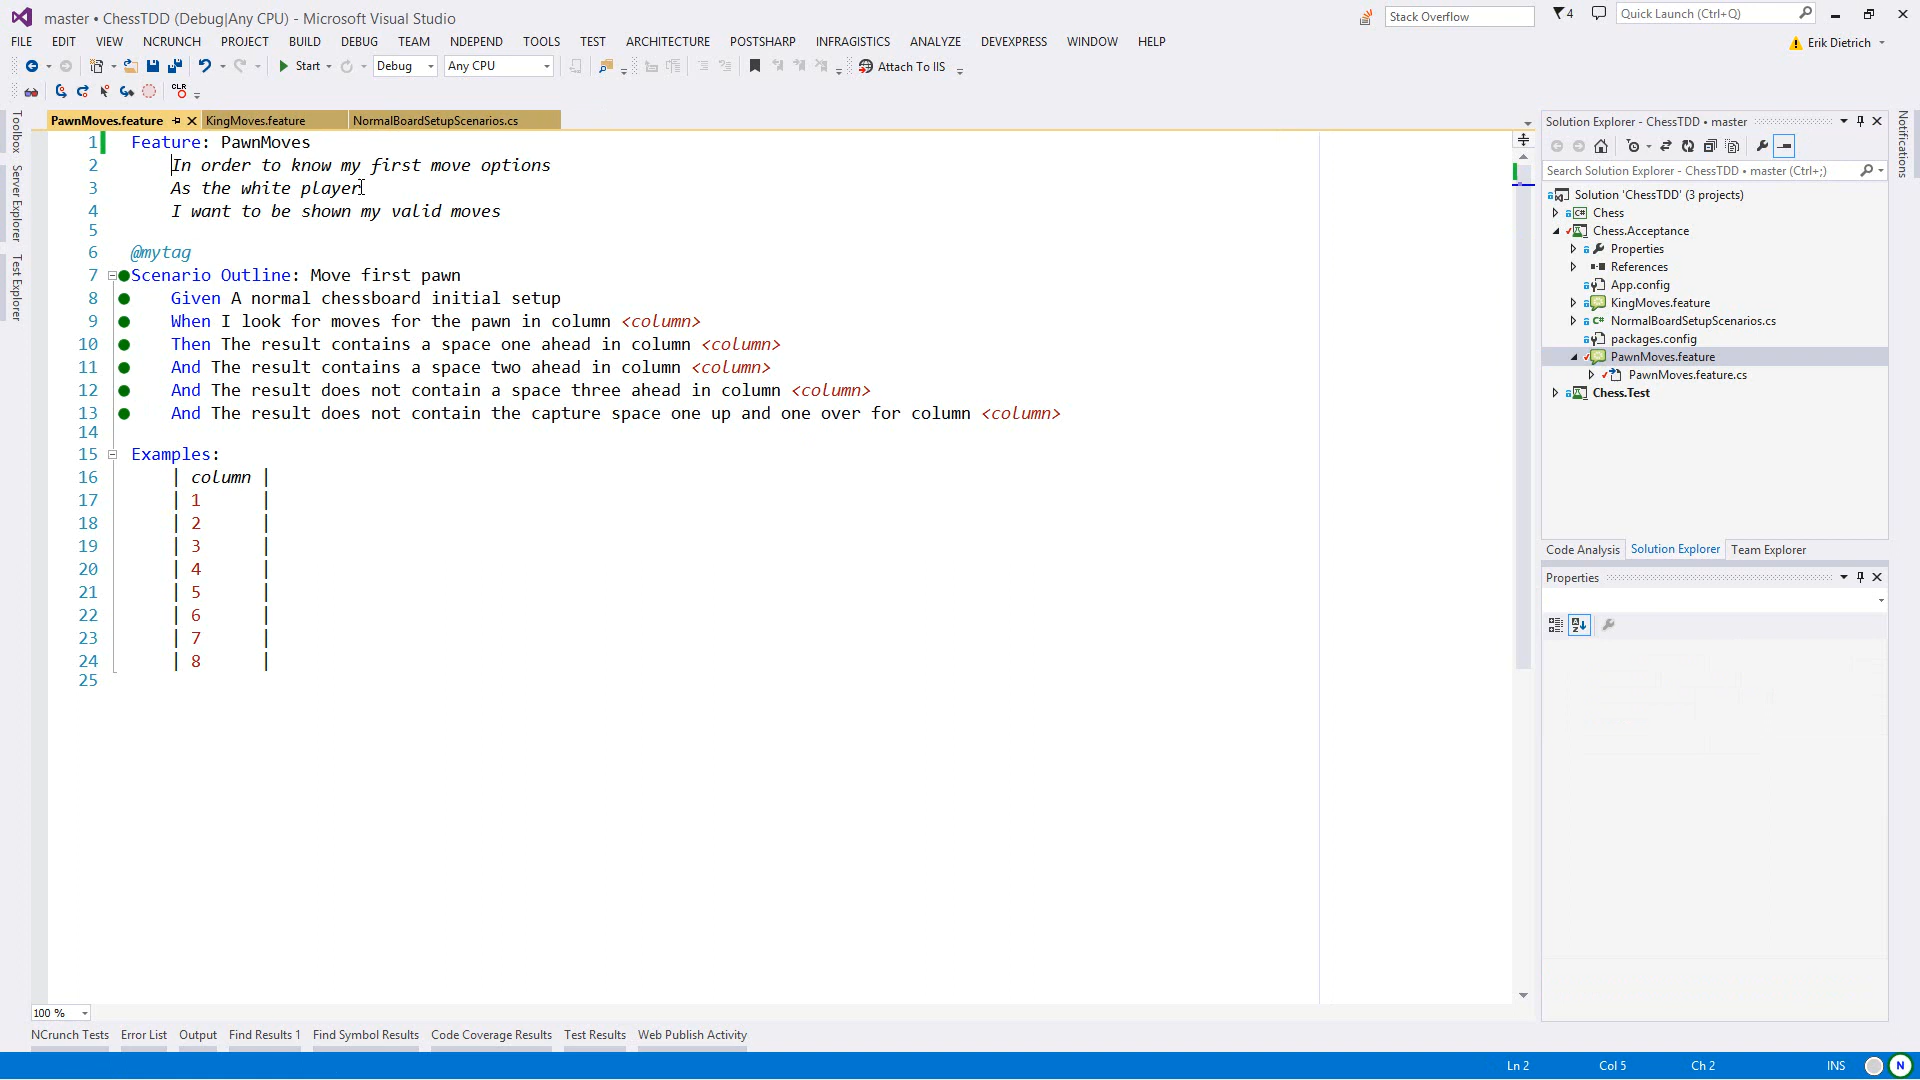 master • ChessTDD (Debug|Any CPU) - Microsoft Visual Studio
Stack Overflow
4
Quick Launch (Ctrl+Q)
FILE EDIT VIEW NCRUNCH PROJECT BUILD DEBUG TEAM NDEPEND TOOLS TEST ARCHITECTURE POSTSHARP INFRAGISTICS ANALYZE DEVEXPRESS WINDOW HELP
Erik Dietrich
Start Debug Any CPU Attach To IIS
CLR
Toolbox
Server Explorer
Test Explorer
PawnMoves.feature KingMoves.feature NormalBoardSetupScenarios.cs
1 Feature: PawnMoves
2 In order to know my first move options
3 As the white player
4 I want to be shown my valid moves
5
6 @mytag
7 Scenario Outline: Move first pawn
8 Given A normal chessboard initial setup
9 When I look for moves for the pawn in column <column>
10 Then The result contains a space one ahead in column <column>
11 And The result contains a space two ahead in column <column>
12 And The result does not contain a space three ahead in column <column>
13 And The result does not contain the capture space one up and one over for column <column>
14
15 Examples:
16 | column |
17 | 1 |
18 | 2 |
19 | 3 |
20 | 4 |
21 | 5 |
22 | 6 |
23 | 7 |
24 | 8 |
25
100 %
Solution Explorer - ChessTDD • master
Search Solution Explorer - ChessTDD • master (Ctrl+;)
Solution 'ChessTDD' (3 projects)
C# Chess
Chess.Acceptance
Properties
References
App.config
KingMoves.feature
C# NormalBoardSetupScenarios.cs
packages.config
PawnMoves.feature
PawnMoves.feature.cs
Chess.Test
Code Analysis Solution Explorer Team Explorer
Properties
Notifications
NCrunch Tests Error List Output Find Results 1 Find Symbol Results Code Coverage Results Test Results Web Publish Activity
Ln 2 Col 5 Ch 2 INS N